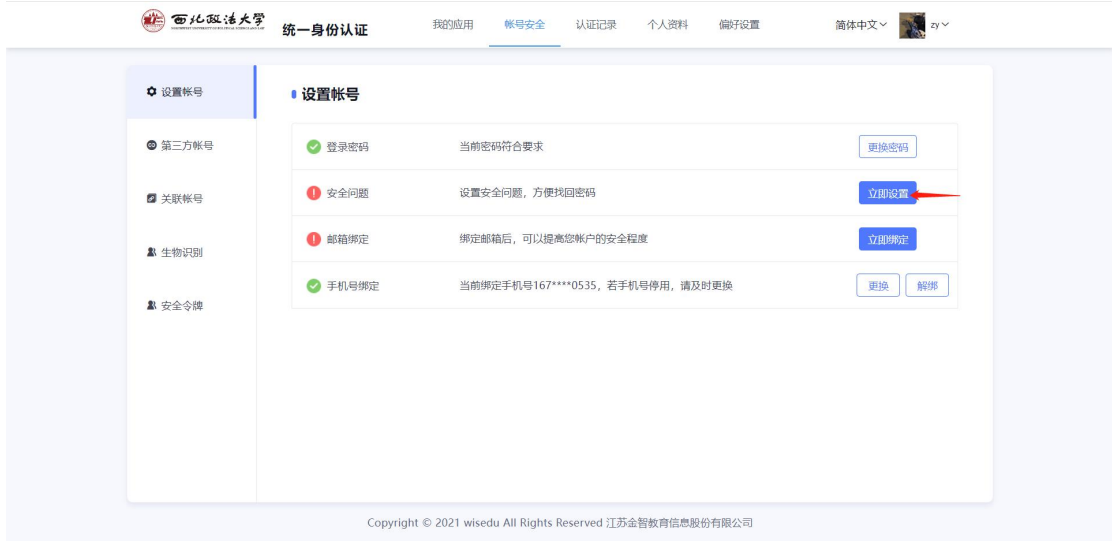 西北政法大学 统一身份认证 我的应用 帐号安全 认证记录 个人资料 偏好设置 简体中文 zy
设置帐号
第三方帐号
关联帐号
生物识别
安全令牌
设置帐号
登录密码 当前密码符合要求 更换密码
安全问题 设置安全问题，方便找回密码 立即设置
邮箱绑定 绑定邮箱后，可以提高您帐户的安全程度 立即绑定
手机号绑定 当前绑定手机号167****0535，若手机号停用，请及时更换 更换 解绑
Copyright © 2021 wisedu All Rights Reserved 江苏金智教育信息股份有限公司